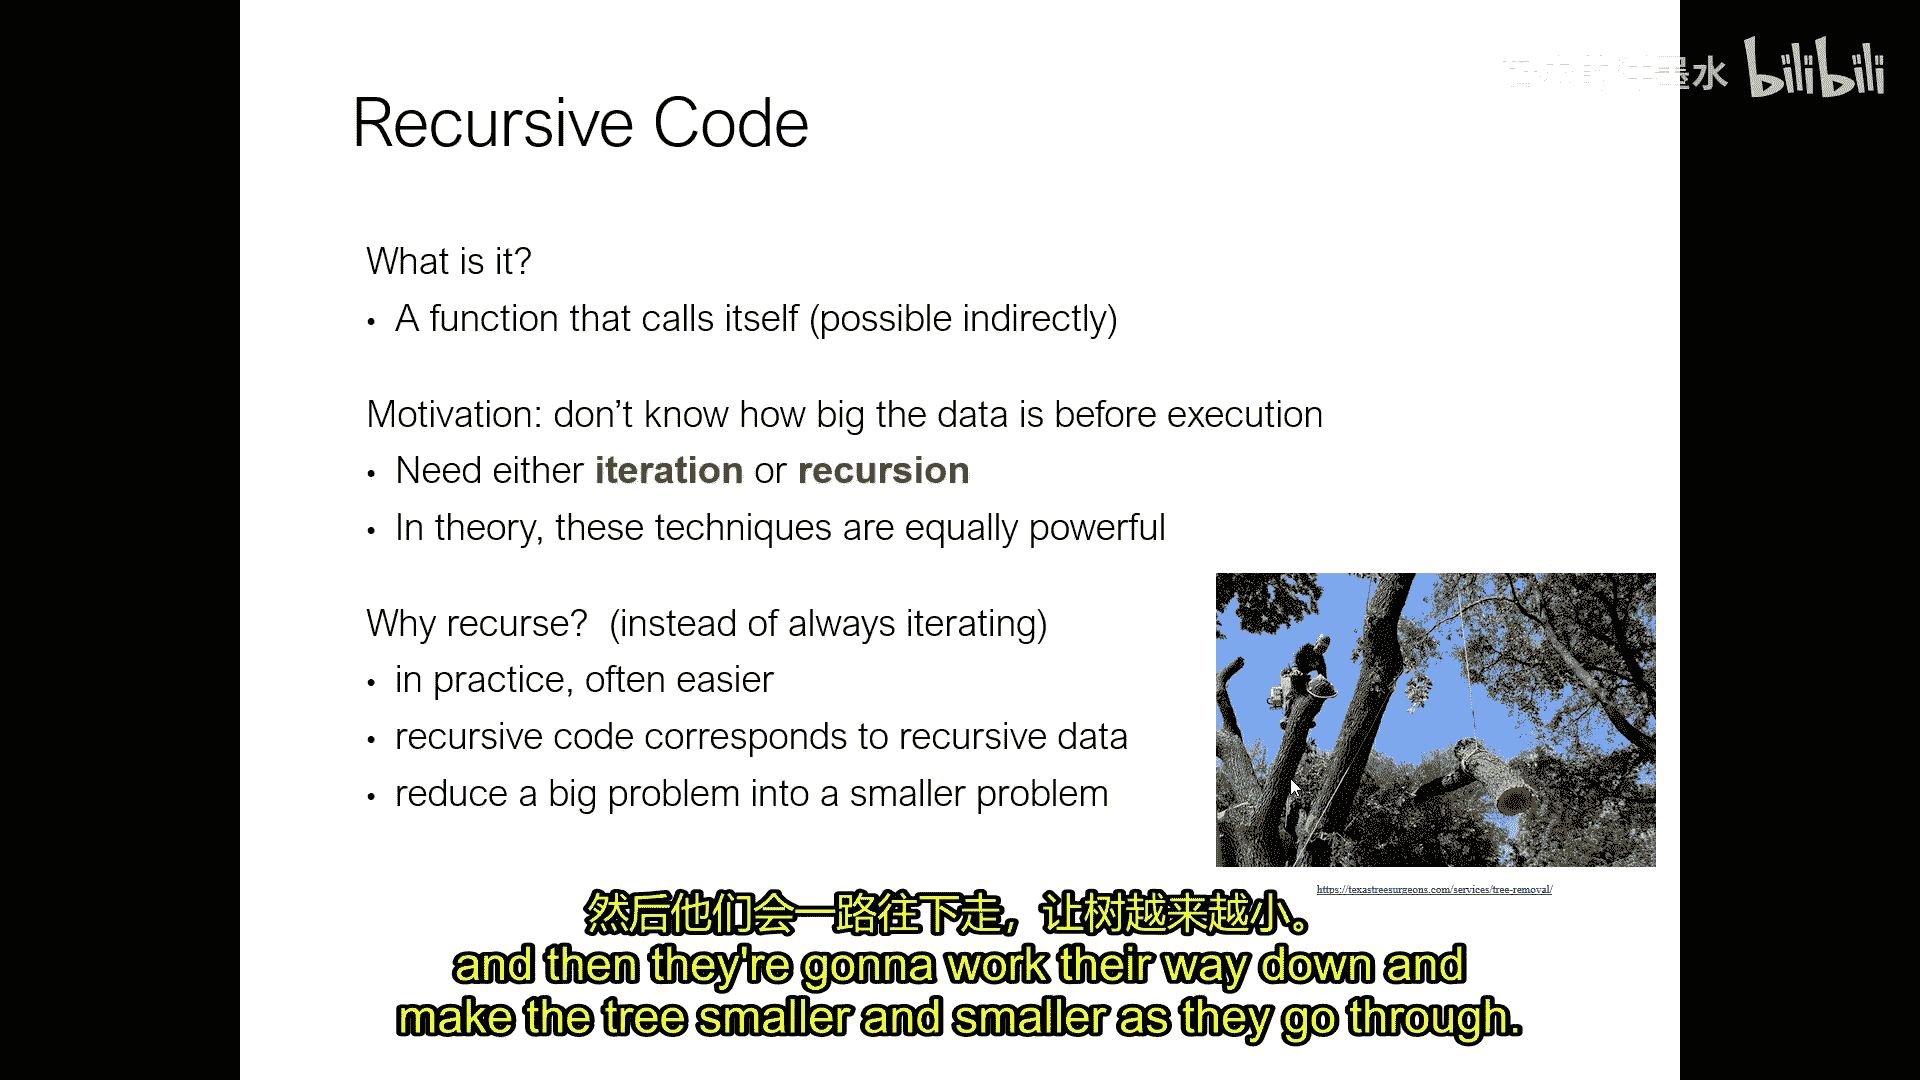 墨水 bilibili
Recursive Code
What is it?
• A function that calls itself (possible indirectly)
Motivation: don’t know how big the data is before execution
• Need either iteration or recursion
• In theory, these techniques are equally powerful
Why recurse?  (instead of always iterating)
• in practice, often easier
• recursive code corresponds to recursive data
• reduce a big problem into a smaller problem
https://texastreesurgeons.com/services/tree-removal/
然后他们会一路往下走，让树越来越小。
and then they're gonna work their way down and
make the tree smaller and smaller as they go through.